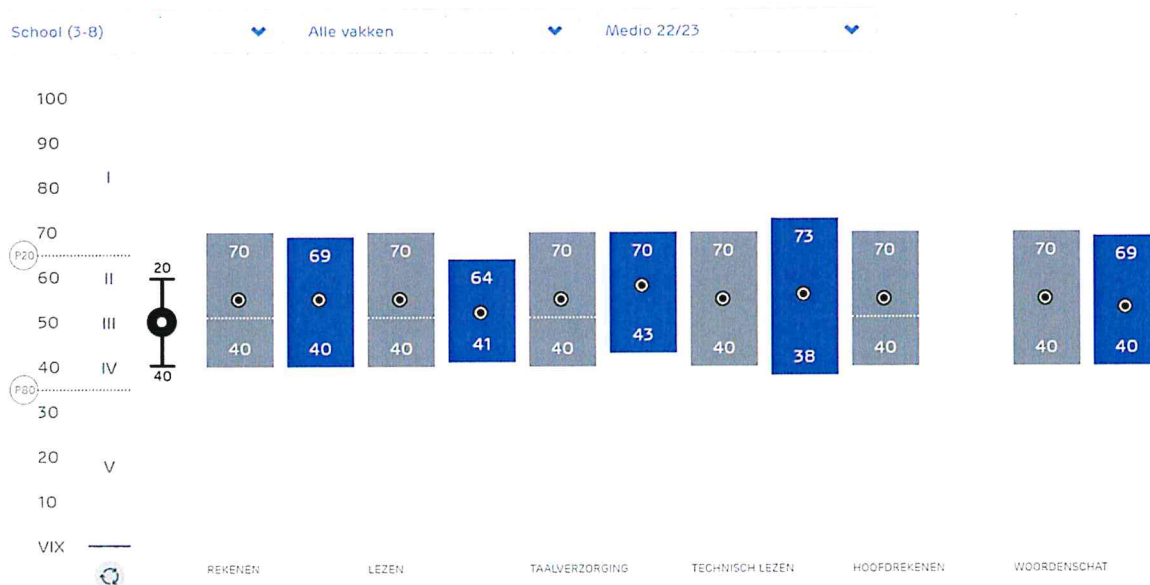 School (3-8) Alle vakken Medio 22/23
100
90
I
80
70
70 69 70 70 70 70 73 70 70 69
P20
60 II 20 64
50 III
40 40 40 41 40 43 40 38 40 40 40
40 IV 40
P80
30
20 V
10
VIX
REKENEN LEZEN TAALVERZORGING TECHNISCH LEZEN HOOFDREKENEN WOORDENSCHAT